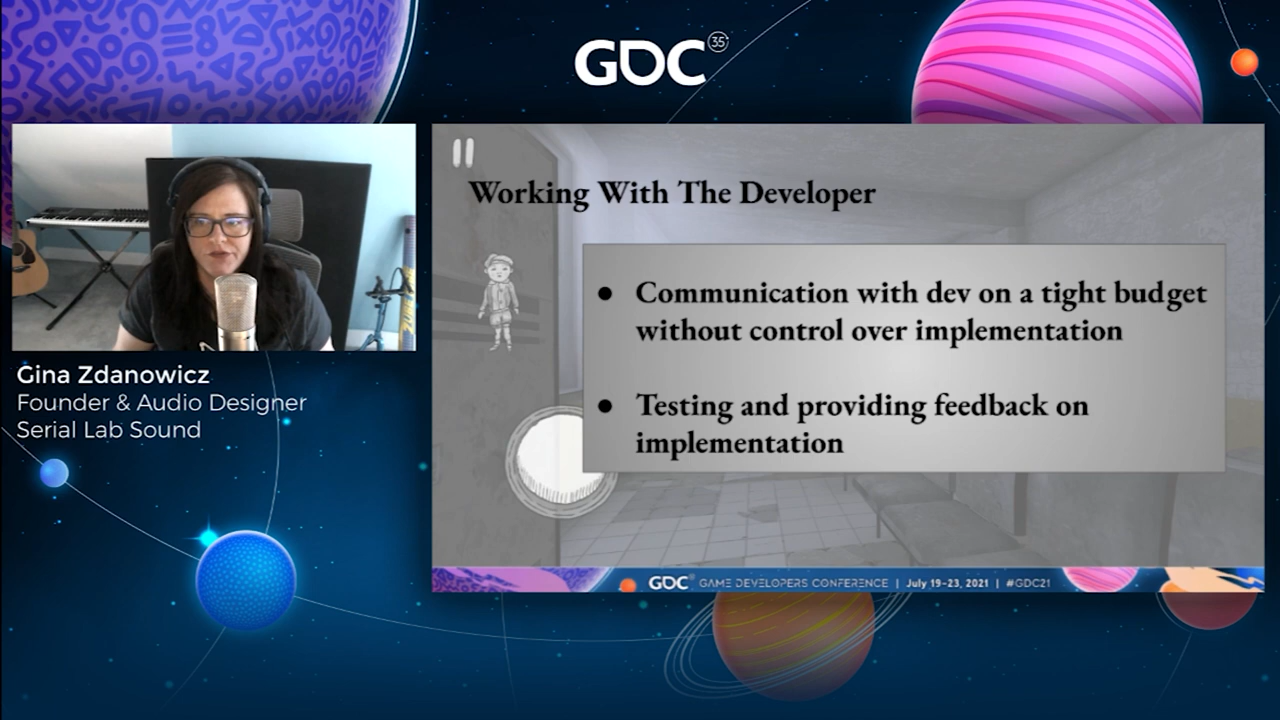 GDC 35
Gina Zdanowicz
Founder & Audio Designer
Serial Lab Sound
Working With The Developer
● Communication with dev on a tight budget
without control over implementation
● Testing and providing feedback on
implementation
GDC GAME DEVELOPERS CONFERENCE | July 19-23, 2021 | #GDC21